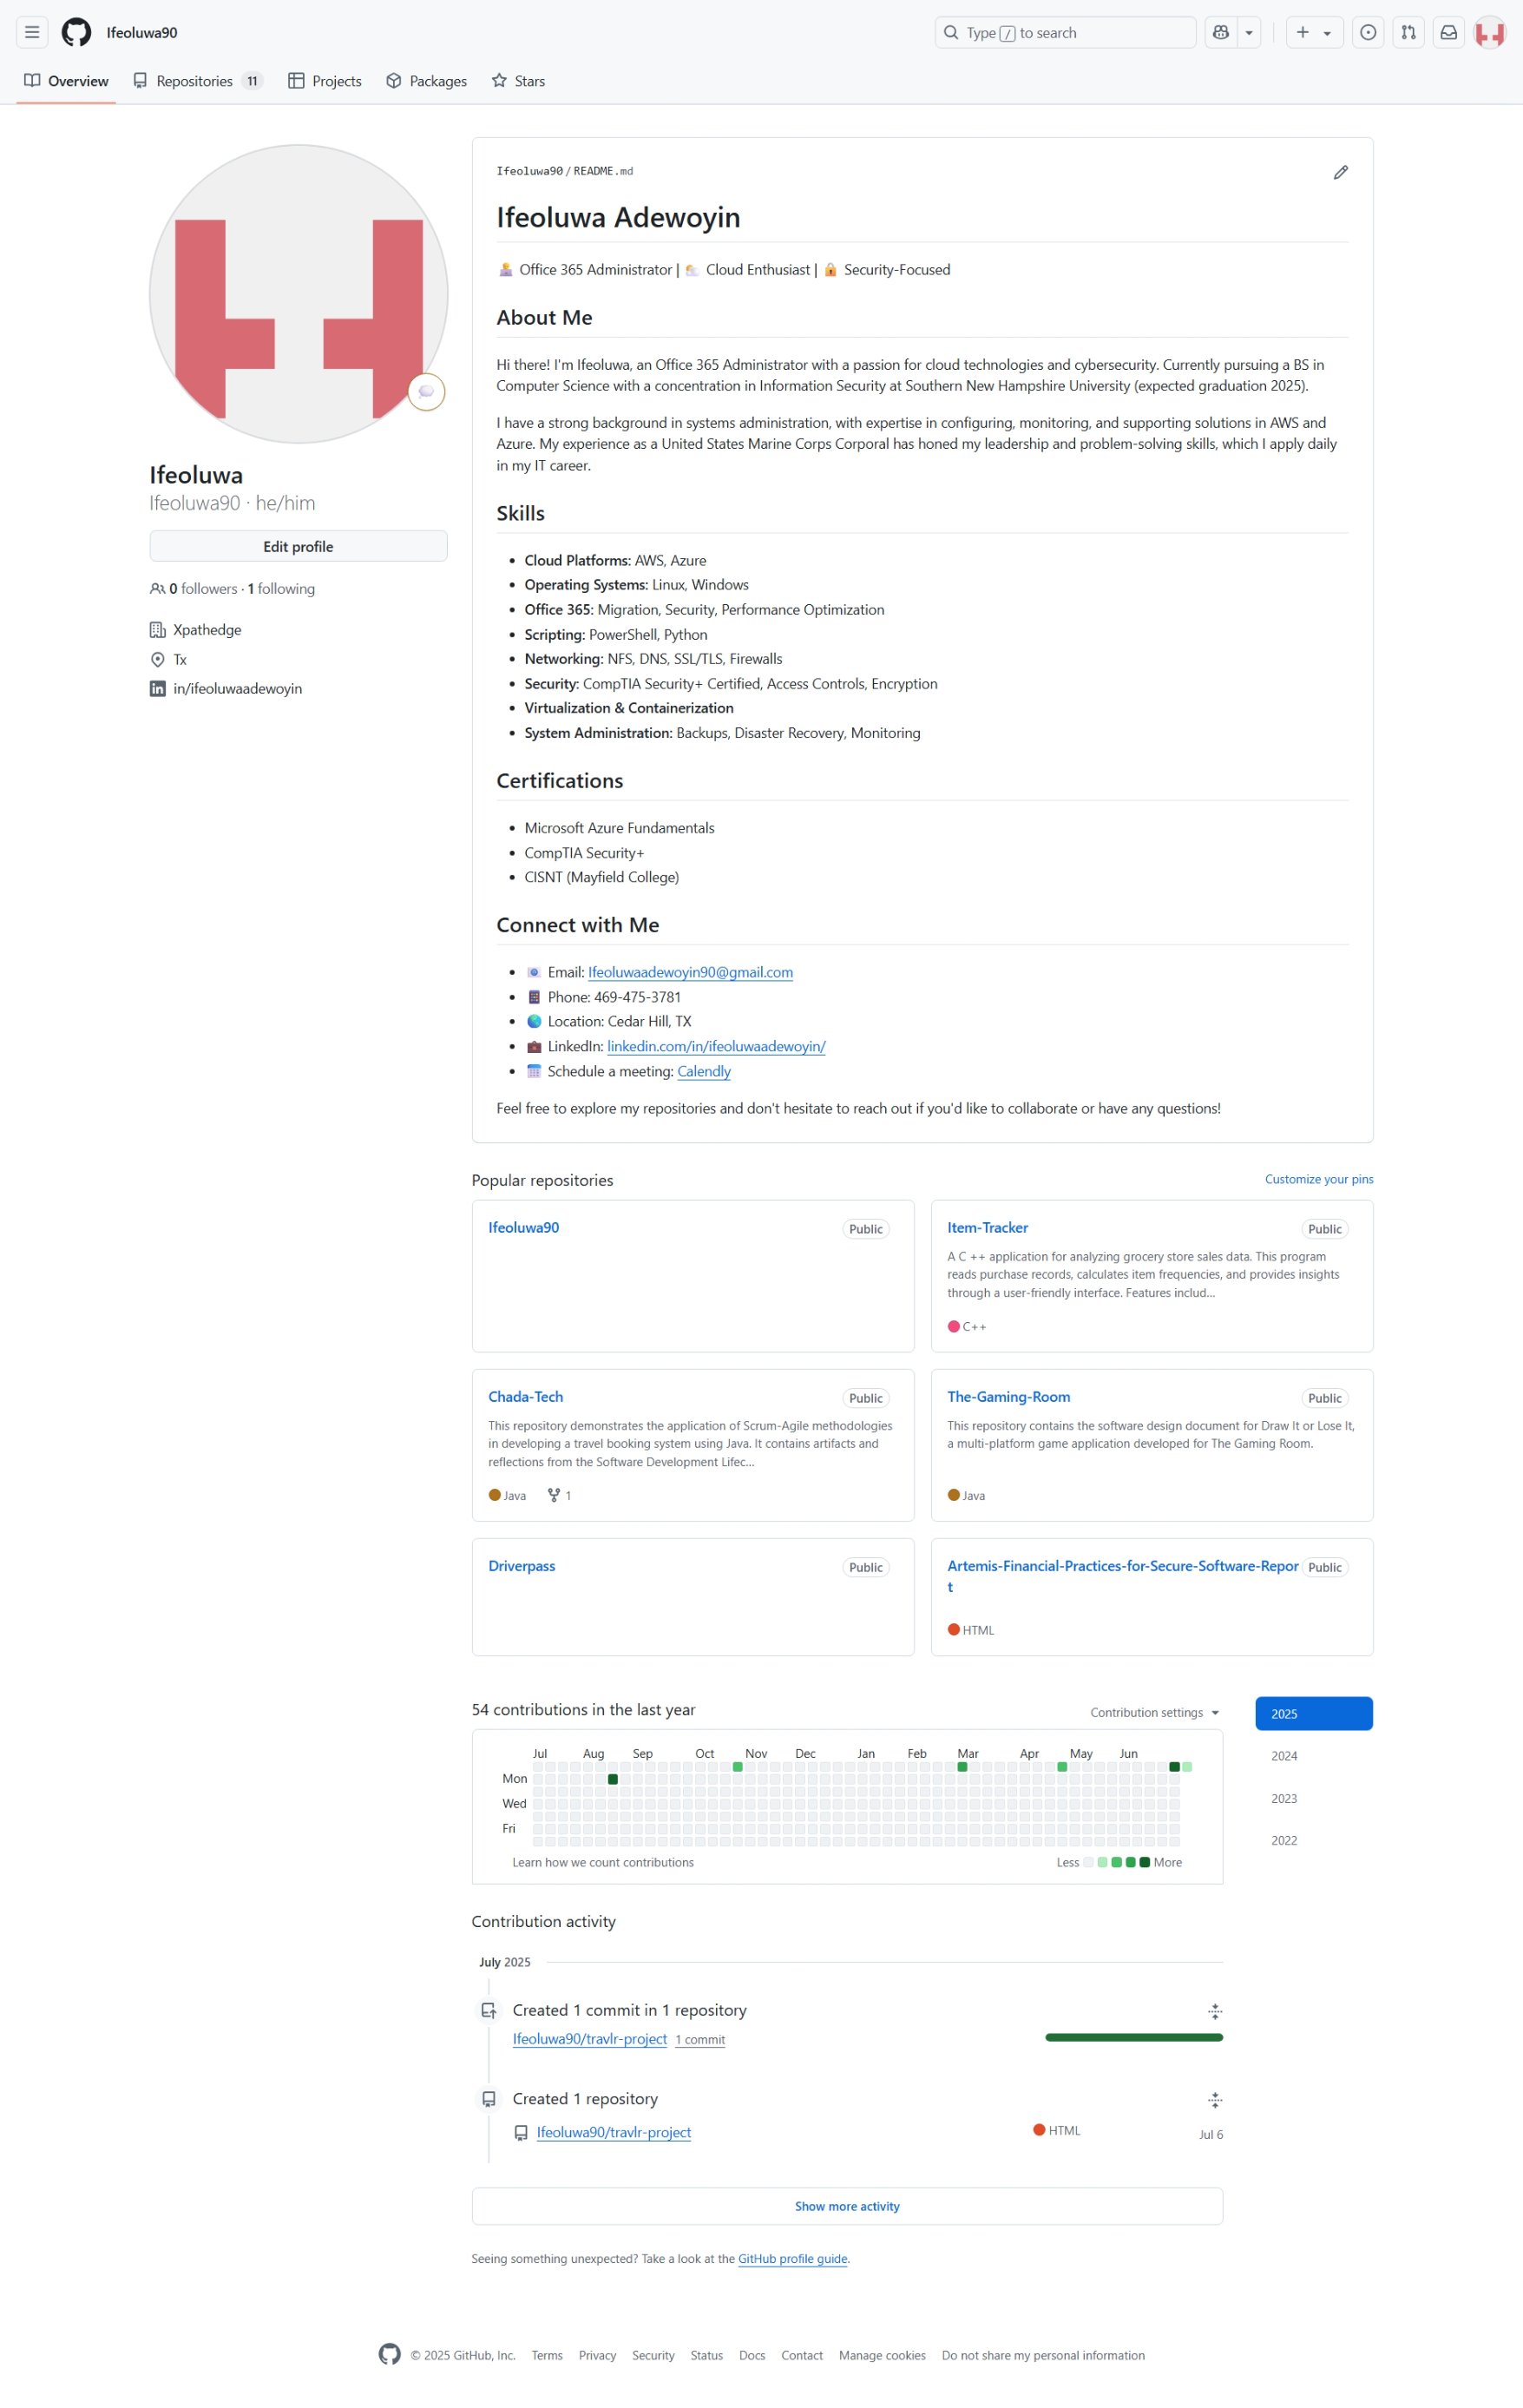 Ifeoluwa90
Type / to search
Overview
Repositories 11
Projects
Packages
Stars
Ifeoluwa
Ifeoluwa90 · he/him
Edit profile
0 followers · 1 following
Xpathedge
Tx
in/ifeoluwaadewoyin
Ifeoluwa90 / README.md
Ifeoluwa Adewoyin
Office 365 Administrator | Cloud Enthusiast | Security-Focused
About Me
Hi there! I'm Ifeoluwa, an Office 365 Administrator with a passion for cloud technologies and cybersecurity. Currently pursuing a BS in
Computer Science with a concentration in Information Security at Southern New Hampshire University (expected graduation 2025).
I have a strong background in systems administration, with expertise in configuring, monitoring, and supporting solutions in AWS and
Azure. My experience as a United States Marine Corps Corporal has honed my leadership and problem-solving skills, which I apply daily
in my IT career.
Skills
• Cloud Platforms: AWS, Azure
• Operating Systems: Linux, Windows
• Office 365: Migration, Security, Performance Optimization
• Scripting: PowerShell, Python
• Networking: NFS, DNS, SSL/TLS, Firewalls
• Security: CompTIA Security+ Certified, Access Controls, Encryption
• Virtualization & Containerization
• System Administration: Backups, Disaster Recovery, Monitoring
Certifications
• Microsoft Azure Fundamentals
• CompTIA Security+
• CISNT (Mayfield College)
Connect with Me
• Email: Ifeoluwaadewoyin90@gmail.com
• Phone: 469-475-3781
• Location: Cedar Hill, TX
• LinkedIn: linkedin.com/in/ifeoluwaadewoyin/
• Schedule a meeting: Calendly
Feel free to explore my repositories and don't hesitate to reach out if you'd like to collaborate or have any questions!
Popular repositories
Customize your pins
Ifeoluwa90 Public
Item-Tracker Public
A C ++ application for analyzing grocery store sales data. This program
reads purchase records, calculates item frequencies, and provides insights
through a user-friendly interface. Features includ...
C++
Chada-Tech Public
This repository demonstrates the application of Scrum-Agile methodologies
in developing a travel booking system using Java. It contains artifacts and
reflections from the Software Development Lifec...
Java 1
The-Gaming-Room Public
This repository contains the software design document for Draw It or Lose It,
a multi-platform game application developed for The Gaming Room.
Java
Driverpass Public
Artemis-Financial-Practices-for-Secure-Software-Repor Public
t
HTML
54 contributions in the last year
Contribution settings
2025
2024
2023
2022
Jul Aug Sep Oct Nov Dec Jan Feb Mar Apr May Jun
Mon
Wed
Fri
Learn how we count contributions
Less More
Contribution activity
July 2025
Created 1 commit in 1 repository
Ifeoluwa90/travlr-project 1 commit
Created 1 repository
Ifeoluwa90/travlr-project HTML Jul 6
Show more activity
Seeing something unexpected? Take a look at the GitHub profile guide.
© 2025 GitHub, Inc. Terms Privacy Security Status Docs Contact Manage cookies Do not share my personal information